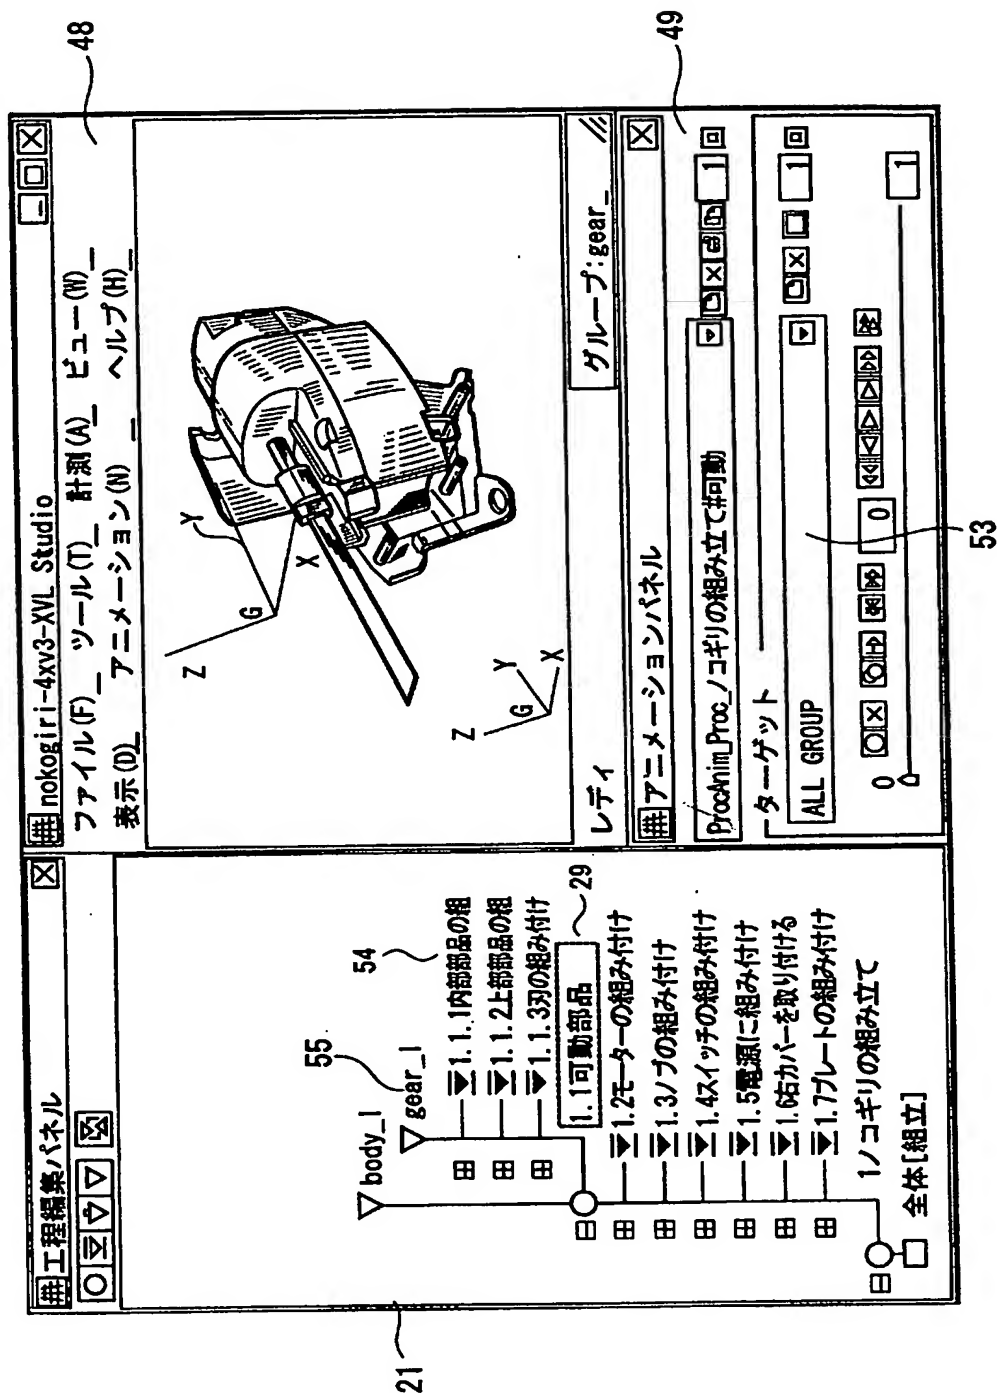 工程編集パネル
body_l
55
gear_l
54
1.1.1内部部品の組
1.1.2上部部品の組
1.1.3刃の組み付け
1.1可動部品
29
1.2モーターの組み付け
1.3ノブの組み付け
1.4スイッチの組み付け
1.5電源に組み付け
1.6右カバーを取り付ける
1.7プレートの組み付け
1ノコギリの組み立て
全体[組立]
21
nokogiri-4xv3-XVL Studio
48
ファイル(F)_ ツール(T)_ 計測(A)_ ビュー(W)_
表示(D)_ アニメーション(N)_ ヘルプ(H)_
Z
Y
G
X
Z
Y
G
X
レディ
グループ:gear_
アニメーションパネル
49
ProcAnim_Proc_ノコギリの組み立て#可動
1
ターゲット
ALL GROUP
1
0
0
1
53